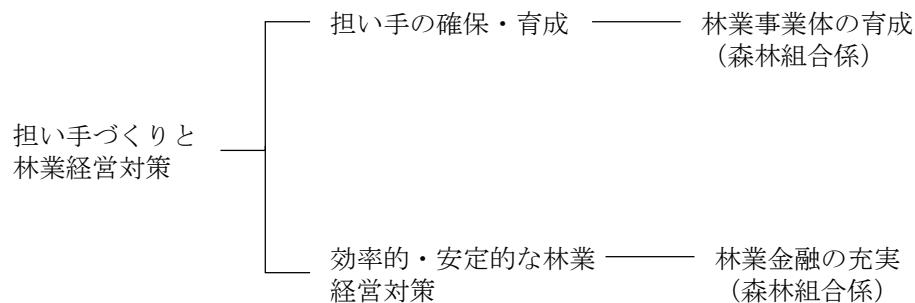 担い手の確保・育成
林業事業体の育成
（森林組合係）
担い手づくりと
林業経営対策
効率的・安定的な林業
経営対策
林業金融の充実
（森林組合係）